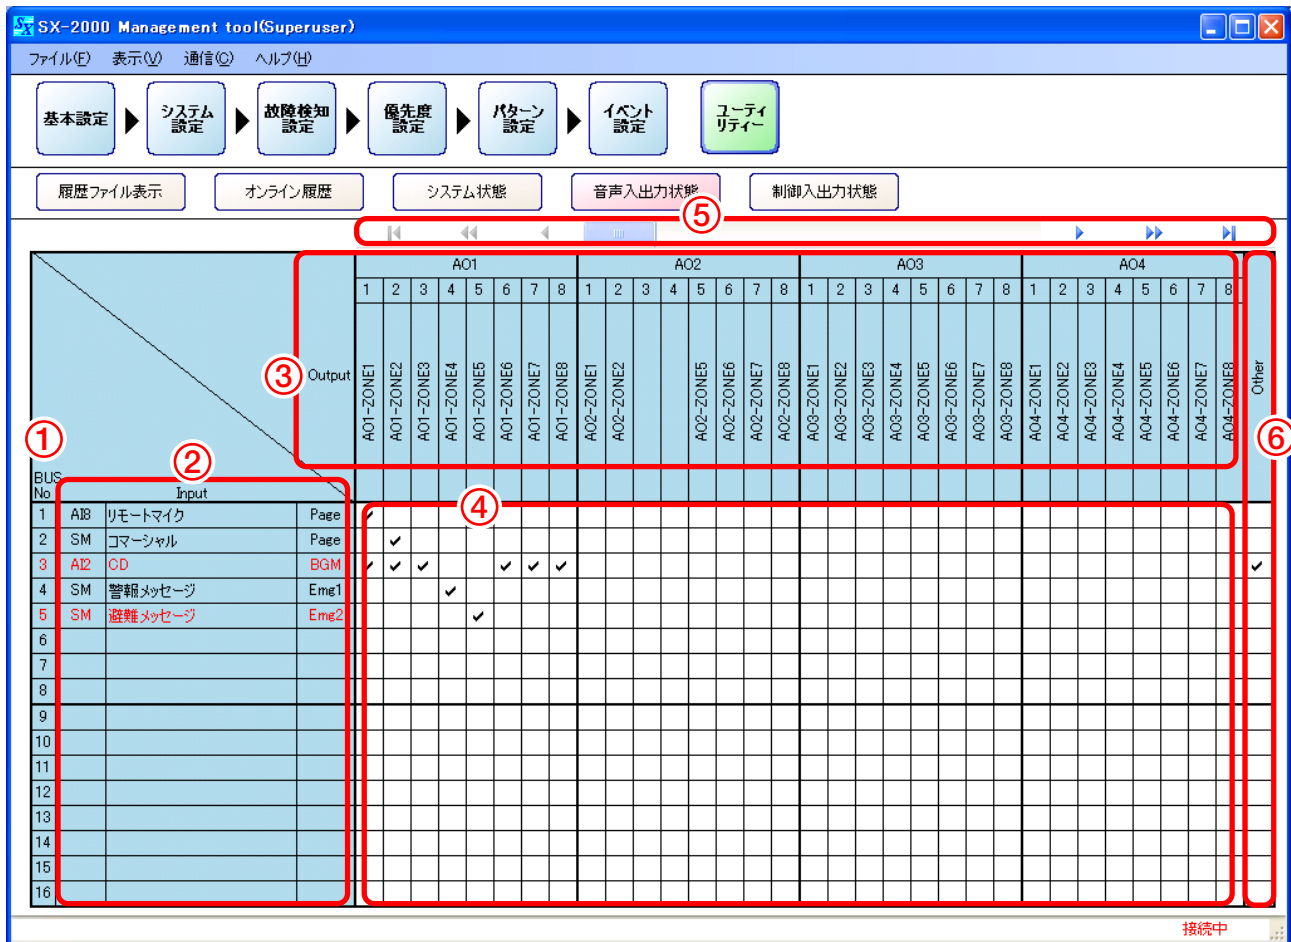 SX-2000 Management tool(Superuser)
ファイル(F) 表示(V) 通信(C) ヘルプ(H)
基本設定 システム設定 故障検知設定 優先度設定 パターン設定 イベント設定 ユーティリティー
履歴ファイル表示 オンライン履歴 システム状態 音声入出力状態 制御入出力状態
⑤
AO1 AO2 AO3 AO4
1 2 3 4 5 6 7 8 1 2 3 4 5 6 7 8 1 2 3 4 5 6 7 8 1 2 3 4 5 6 7 8
③ Output AO1-ZONE1 AO1-ZONE2 AO1-ZONE3 AO1-ZONE4 AO1-ZONE5 AO1-ZONE6 AO1-ZONE7 AO1-ZONE8 AO2-ZONE1 AO2-ZONE2 AO2-ZONE5 AO2-ZONE6 AO2-ZONE7 AO2-ZONE8 AO3-ZONE1 AO3-ZONE2 AO3-ZONE3 AO3-ZONE4 AO3-ZONE5 AO3-ZONE6 AO3-ZONE7 AO3-ZONE8 AO4-ZONE1 AO4-ZONE2 AO4-ZONE3 AO4-ZONE4 AO4-ZONE5 AO4-ZONE6 AO4-ZONE7 AO4-ZONE8 Other
① ② ⑥
BUS No Input
④
1 AI8 リモートマイク Page ✓
2 SM コマーシャル Page ✓
3 AI2 CD BGM ✓ ✓ ✓ ✓ ✓ ✓ ✓
4 SM 警報メッセージ Emg1 ✓
5 SM 避難メッセージ Emg2 ✓
6
7
8
9
10
11
12
13
14
15
16
接続中